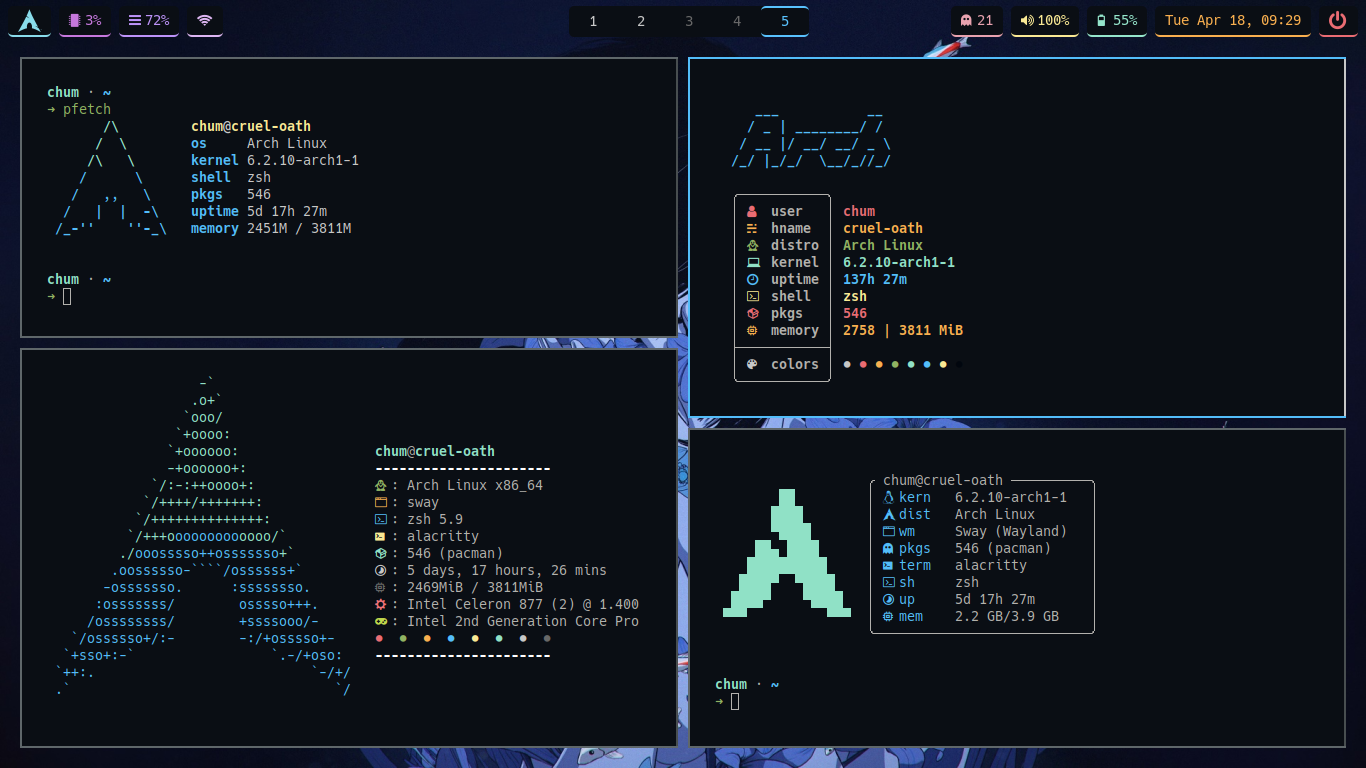 3% 72% 1 2 3 4 5 21 100% 55% Tue Apr 18, 09:29
chum · ~
→ pfetch
chum@cruel-oath
os Arch Linux
kernel 6.2.10-arch1-1
shell zsh
pkgs 546
uptime 5d 17h 27m
memory 2451M / 3811M
chum · ~
→
Arch
user chum
hname cruel-oath
distro Arch Linux
kernel 6.2.10-arch1-1
uptime 137h 27m
shell zsh
pkgs 546
memory 2758 | 3811 MiB
colors
chum@cruel-oath
----------------------
: Arch Linux x86_64
: sway
: zsh 5.9
: alacritty
: 546 (pacman)
: 5 days, 17 hours, 26 mins
: 2469MiB / 3811MiB
: Intel Celeron 877 (2) @ 1.400
: Intel 2nd Generation Core Pro
----------------------
chum@cruel-oath
kern 6.2.10-arch1-1
dist Arch Linux
wm Sway (Wayland)
pkgs 546 (pacman)
term alacritty
sh zsh
up 5d 17h 27m
mem 2.2 GB/3.9 GB
chum · ~
→